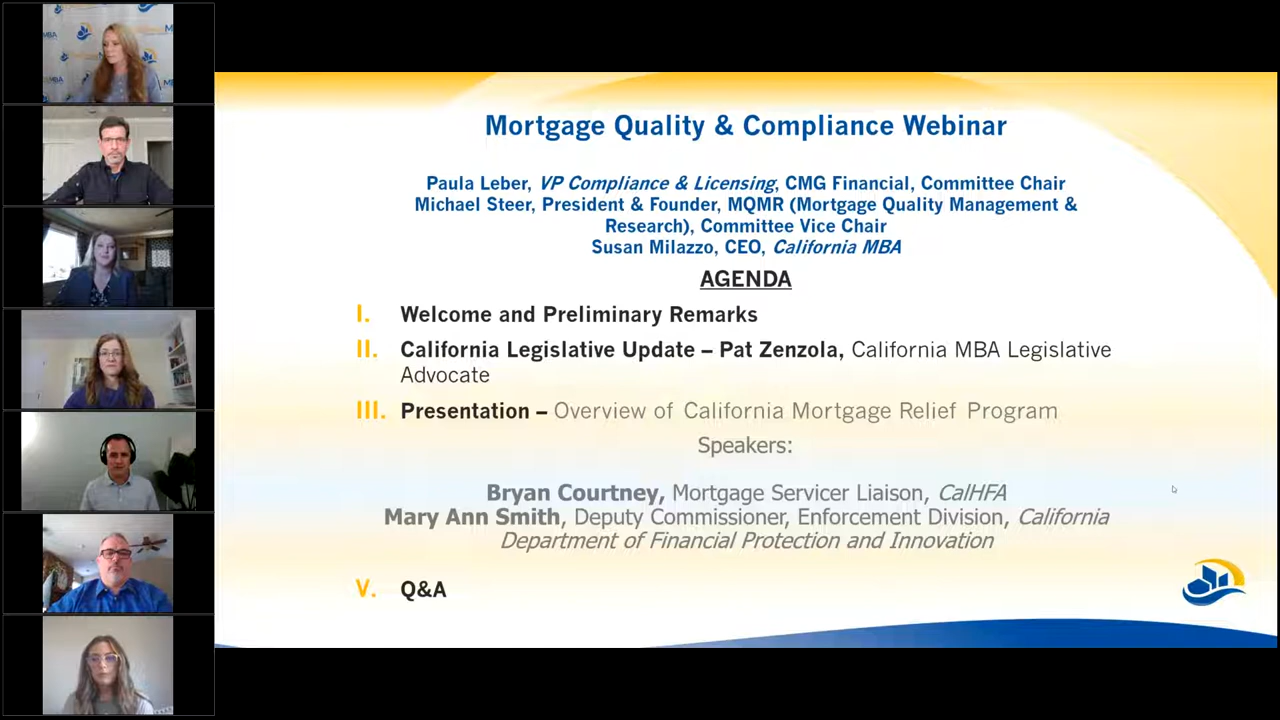 MBA
Mortgage Quality & Compliance Webinar
Paula Leber, VP Compliance & Licensing, CMG Financial, Committee Chair
Michael Steer, President & Founder, MQMR (Mortgage Quality Management &
Research), Committee Vice Chair
Susan Milazzo, CEO, California MBA
AGENDA
I. Welcome and Preliminary Remarks
II. California Legislative Update – Pat Zenzola, California MBA Legislative
Advocate
III. Presentation – Overview of California Mortgage Relief Program
Speakers:
Bryan Courtney, Mortgage Servicer Liaison, CalHFA
Mary Ann Smith, Deputy Commissioner, Enforcement Division, California
Department of Financial Protection and Innovation
V. Q&A